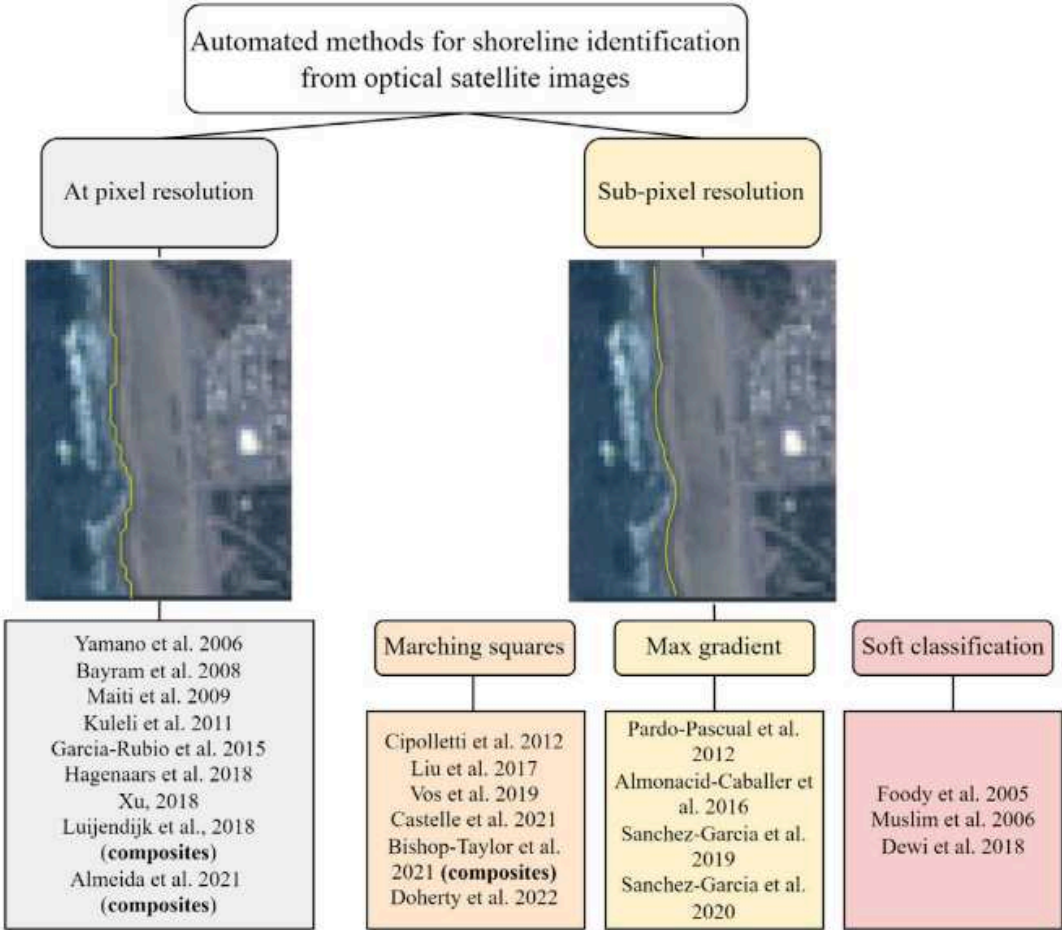 Automated methods for shoreline identification
from optical satellite images
At pixel resolution
Sub-pixel resolution
Yamano et al. 2006
Bayram et al. 2008
Maiti et al. 2009
Kuleli et al. 2011
Garcia-Rubio et al. 2015
Hagenaars et al. 2018
Xu, 2018
Luijendijk et al., 2018
(composites)
Almeida et al. 2021
(composites)
Marching squares
Cipolletti et al. 2012
Liu et al. 2017
Vos et al. 2019
Castelle et al. 2021
Bishop-Taylor et al.
2021 (composites)
Doherty et al. 2022
Max gradient
Pardo-Pascual et al.
2012
Almonacid-Caballer et
al. 2016
Sanchez-Garcia et al.
2019
Sanchez-Garcia et al.
2020
Soft classification
Foody et al. 2005
Muslim et al. 2006
Dewi et al. 2018